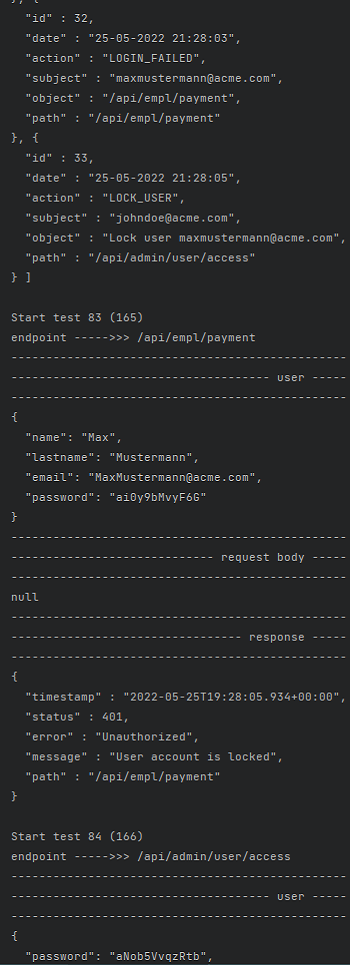 }, {
"id" : 32,
"date" : "25-05-2022 21:28:03",
"action" : "LOGIN_FAILED",
"subject" : "maxmustermann@acme.com",
"object" : "/api/empl/payment",
"path" : "/api/empl/payment"
}, {
"id" : 33,
"date" : "25-05-2022 21:28:05",
"action" : "LOCK_USER",
"subject" : "johndoe@acme.com",
"object" : "Lock user maxmustermann@acme.com",
"path" : "/api/admin/user/access"
} ]
Start test 83 (165)
endpoint ----->>> /api/empl/payment
------------------------------------------------
------------------------------------- user -----
------------------------------------------------
{
"name": "Max",
"lastname": "Mustermann",
"email": "MaxMustermann@acme.com",
"password": "ai0y9bMvyF6G"
}
------------------------------------------------
----------------------------- request body -----
------------------------------------------------
null
------------------------------------------------
--------------------------------- response -----
------------------------------------------------
{
"timestamp" : "2022-05-25T19:28:05.934+00:00",
"status" : 401,
"error" : "Unauthorized",
"message" : "User account is locked",
"path" : "/api/empl/payment"
}
Start test 84 (166)
endpoint ----->>> /api/admin/user/access
------------------------------------------------
------------------------------------- user -----
------------------------------------------------
{
"password": "aNob5VvqzRtb",